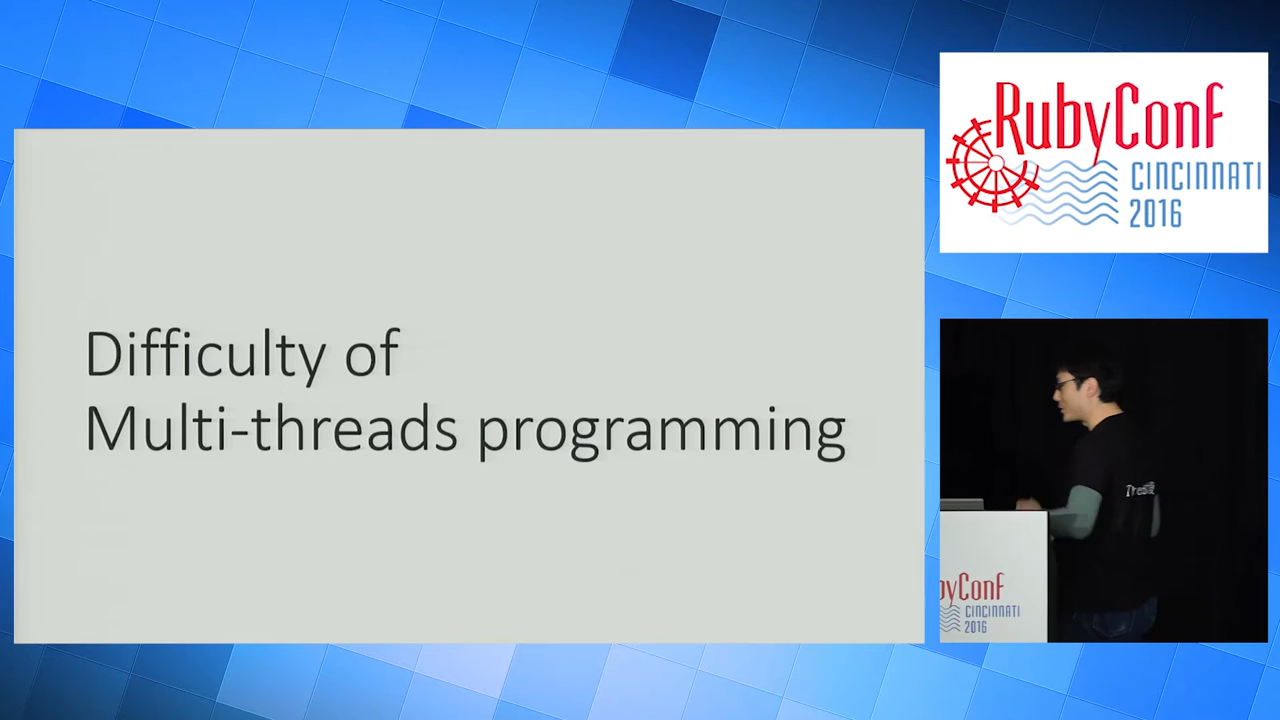 Difficulty of
Multi-threads programming
RubyConf
CINCINNATI
2016
yConf
CINCINNATI
2016